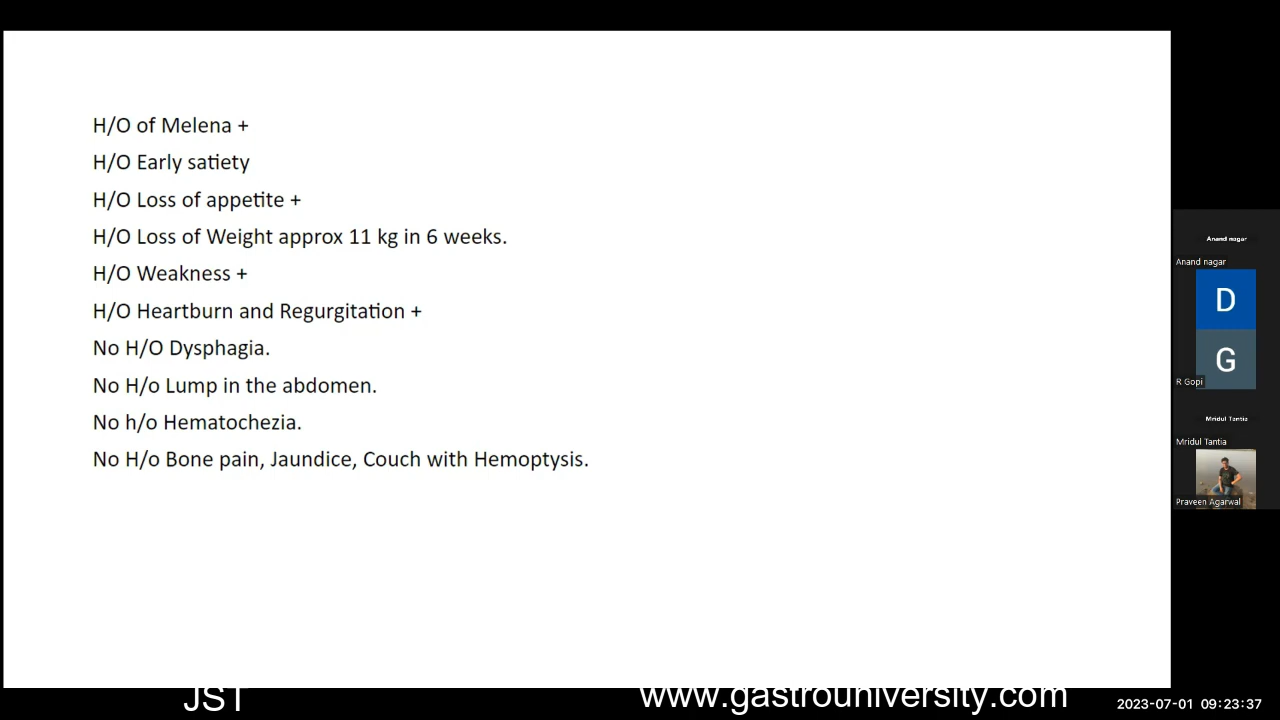 H/O of Melena +
H/O Early satiety
H/O Loss of appetite +
H/O Loss of Weight approx 11 kg in 6 weeks.
H/O Weakness +
H/O Heartburn and Regurgitation +
No H/O Dysphagia.
No H/o Lump in the abdomen.
No h/o Hematochezia.
No H/o Bone pain, Jaundice, Couch with Hemoptysis.
Anand nagar
Anand nagar
D
G
R Gopi
Mridul Tantia
Mridul Tantia
Praveen Agarwal
JST
www.gastrouniversity.com
2023-07-01 09:23:37